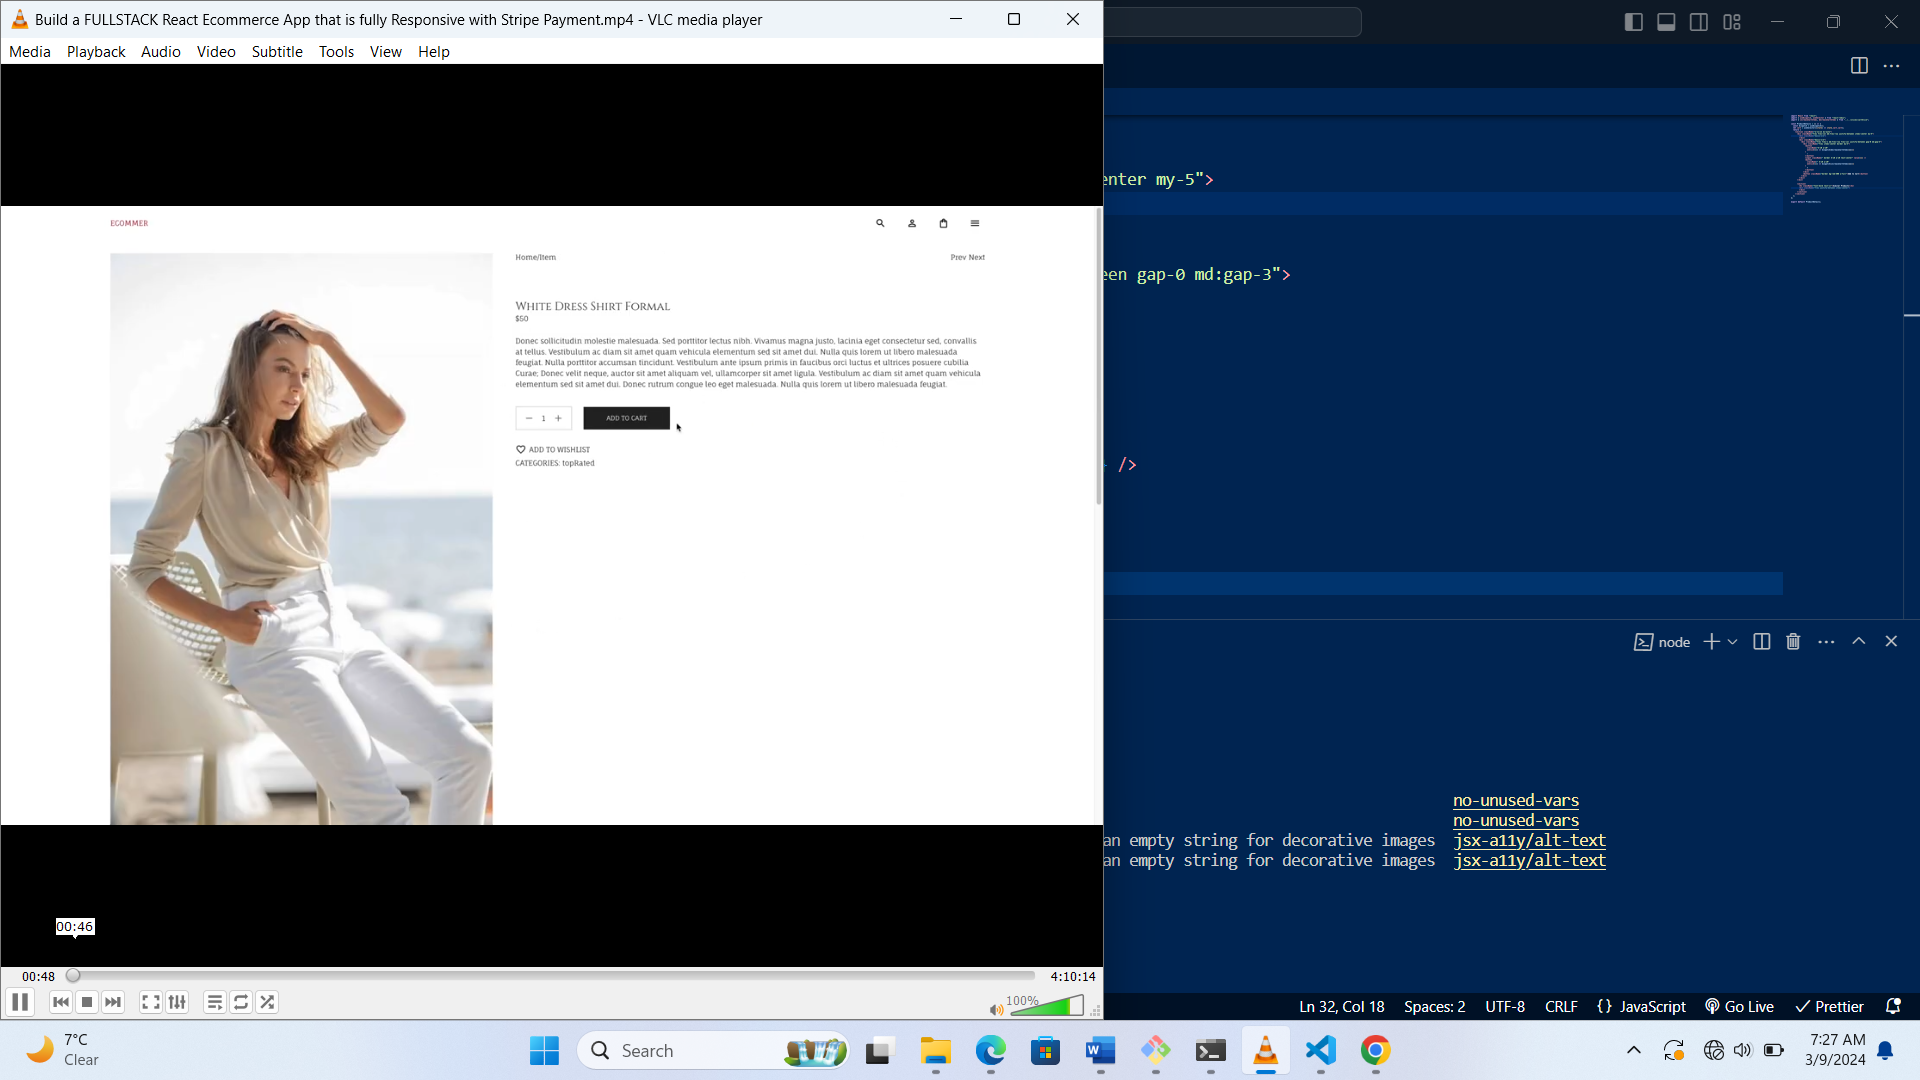 Build a FULLSTACK React Ecommerce App that is fully Responsive with Stripe Payment.mp4 - VLC media player
Media Playback Audio Video Subtitle Tools View Help
ECOMMER
Home/Item
Prev Next
White Dress Shirt Formal
$50
Donec sollicitudin molestie malesuada. Sed porttitor lectus nibh. Vivamus magna justo, lacinia eget consectetur sed, convallis
at tellus. Vestibulum ac diam sit amet quam vehicula elementum sed sit amet dui. Nulla quis lorem ut libero malesuada
feugiat. Nulla porttitor accumsan tincidunt. Vestibulum ante ipsum primis in faucibus orci luctus et ultrices posuere cubilia
Curae; Donec velit neque, auctor sit amet aliquam vel, ullamcorper sit amet ligula. Vestibulum ac diam sit amet quam vehicula
elementum sed sit amet dui. Donec rutrum congue leo eget malesuada. Nulla quis lorem ut libero malesuada feugiat.
− 1 +
ADD TO CART
ADD TO WISHLIST
CATEGORIES: topRated
00:46
00:48
4:10:14
100%
enter my-5">
een gap-0 md:gap-3">
/>
node
no-unused-vars
no-unused-vars
an empty string for decorative images jsx-a11y/alt-text
an empty string for decorative images jsx-a11y/alt-text
Ln 32, Col 18 Spaces: 2 UTF-8 CRLF {} JavaScript Go Live Prettier
7°C
Clear
Search
7:27 AM
3/9/2024